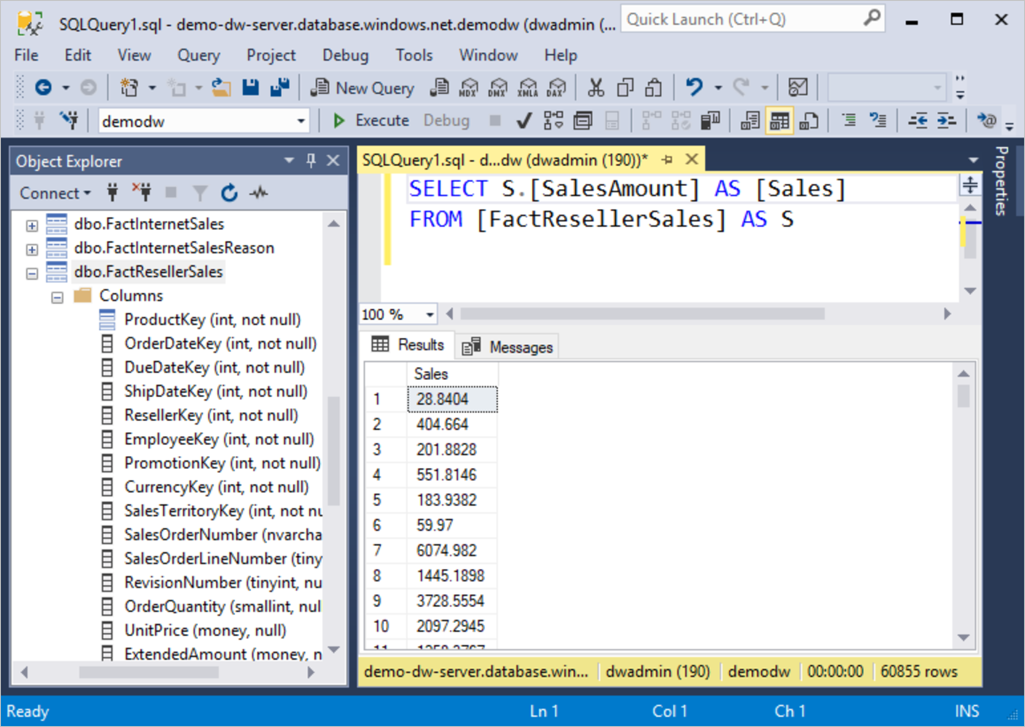 SQLQuery1.sql - demo-dw-server.database.windows.net.demodw (dwadmin (...
Quick Launch (Ctrl+Q)
File Edit View Query Project Debug Tools Window Help
New Query MDX DMX XMLA DAX
demodw Execute Debug
Object Explorer
Connect
dbo.FactInternetSales
dbo.FactInternetSalesReason
dbo.FactResellerSales
Columns
ProductKey (int, not null)
OrderDateKey (int, not null)
DueDateKey (int, not null)
ShipDateKey (int, not null)
ResellerKey (int, not null)
EmployeeKey (int, not null)
PromotionKey (int, not null)
CurrencyKey (int, not null)
SalesTerritoryKey (int, not nu
SalesOrderNumber (nvarcha
SalesOrderLineNumber (tiny
RevisionNumber (tinyint, nu
OrderQuantity (smallint, nul
UnitPrice (money, null)
ExtendedAmount (money, n
SQLQuery1.sql - d...dw (dwadmin (190))*
SELECT S.[SalesAmount] AS [Sales]
FROM [FactResellerSales] AS S
100 %
Results Messages
Sales
1 28.8404
2 404.664
3 201.8828
4 551.8146
5 183.9382
6 59.97
7 6074.982
8 1445.1898
9 3728.5554
10 2097.2945
demo-dw-server.database.win... dwadmin (190) demodw 00:00:00 60855 rows
Properties
Ready Ln 1 Col 1 Ch 1 INS